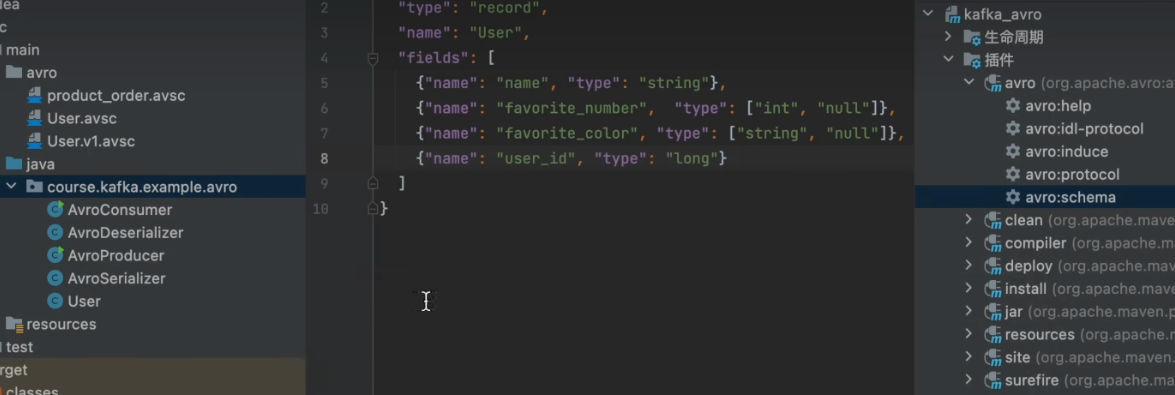 main
avro
product_order.avsc
User.avsc
User.v1.avsc
java
course.kafka.example.avro
AvroConsumer
AvroDeserializer
AvroProducer
AvroSerializer
User
resources
test
rget
classes
2 "type": "record",
3 "name": "User",
4 "fields": [
5 {"name": "name", "type": "string"},
6 {"name": "favorite_number",  "type": ["int", "null"]},
7 {"name": "favorite_color", "type": ["string", "null"]},
8 {"name": "user_id", "type": "long"}
9 ]
10 }
kafka_avro
生命周期
插件
avro (org.apache.avro:a
avro:help
avro:idl-protocol
avro:induce
avro:protocol
avro:schema
clean (org.apache.mave
compiler (org.apache.m
deploy (org.apache.mav
install (org.apache.mave
jar (org.apache.maven.p
resources (org.apache.r
site (org.apache.maven.
surefire (org.apache.ma